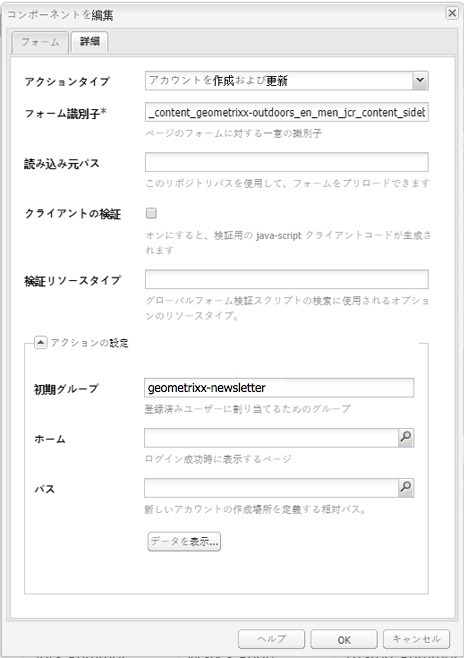 コンポーネントを編集
フォーム
詳細
アクションタイプ
アカウントを作成および更新
フォーム識別子*
_content_geometrixx-outdoors_en_men_jcr_content_sidel
ページのフォームに対する一意の識別子
読み込み元パス
このリポジトリパスを使用して、フォームをプリロードできます
クライアントの検証
オンにすると、検証用の java-script クライアントコードが生成さ
れます
検証リソースタイプ
グローバルフォーム検証スクリプトの検索に使用されるオプション
のリソースタイプ。
アクションの設定
初期グループ
geometrixx-newsletter
登録済みユーザーに割り当てるためのグループ
ホーム
ログイン成功時に表示するページ
パス
新しいアカウントの作成場所を定義する相対パス。
データを表示...
ヘルプ
OK
キャンセル